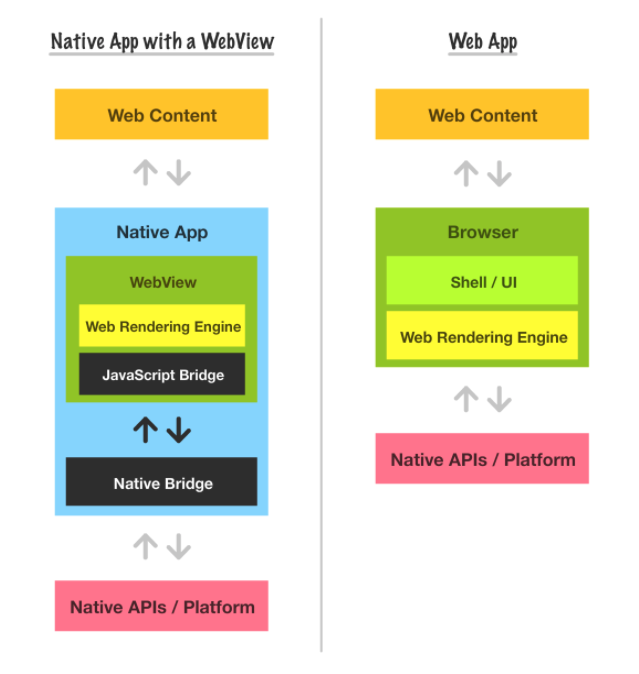 Native App with a WebView
Web Content
Native App
WebView
Web Rendering Engine
JavaScript Bridge
Native Bridge
Native APIs / Platform
Web App
Web Content
Browser
Shell / UI
Web Rendering Engine
Native APIs / Platform